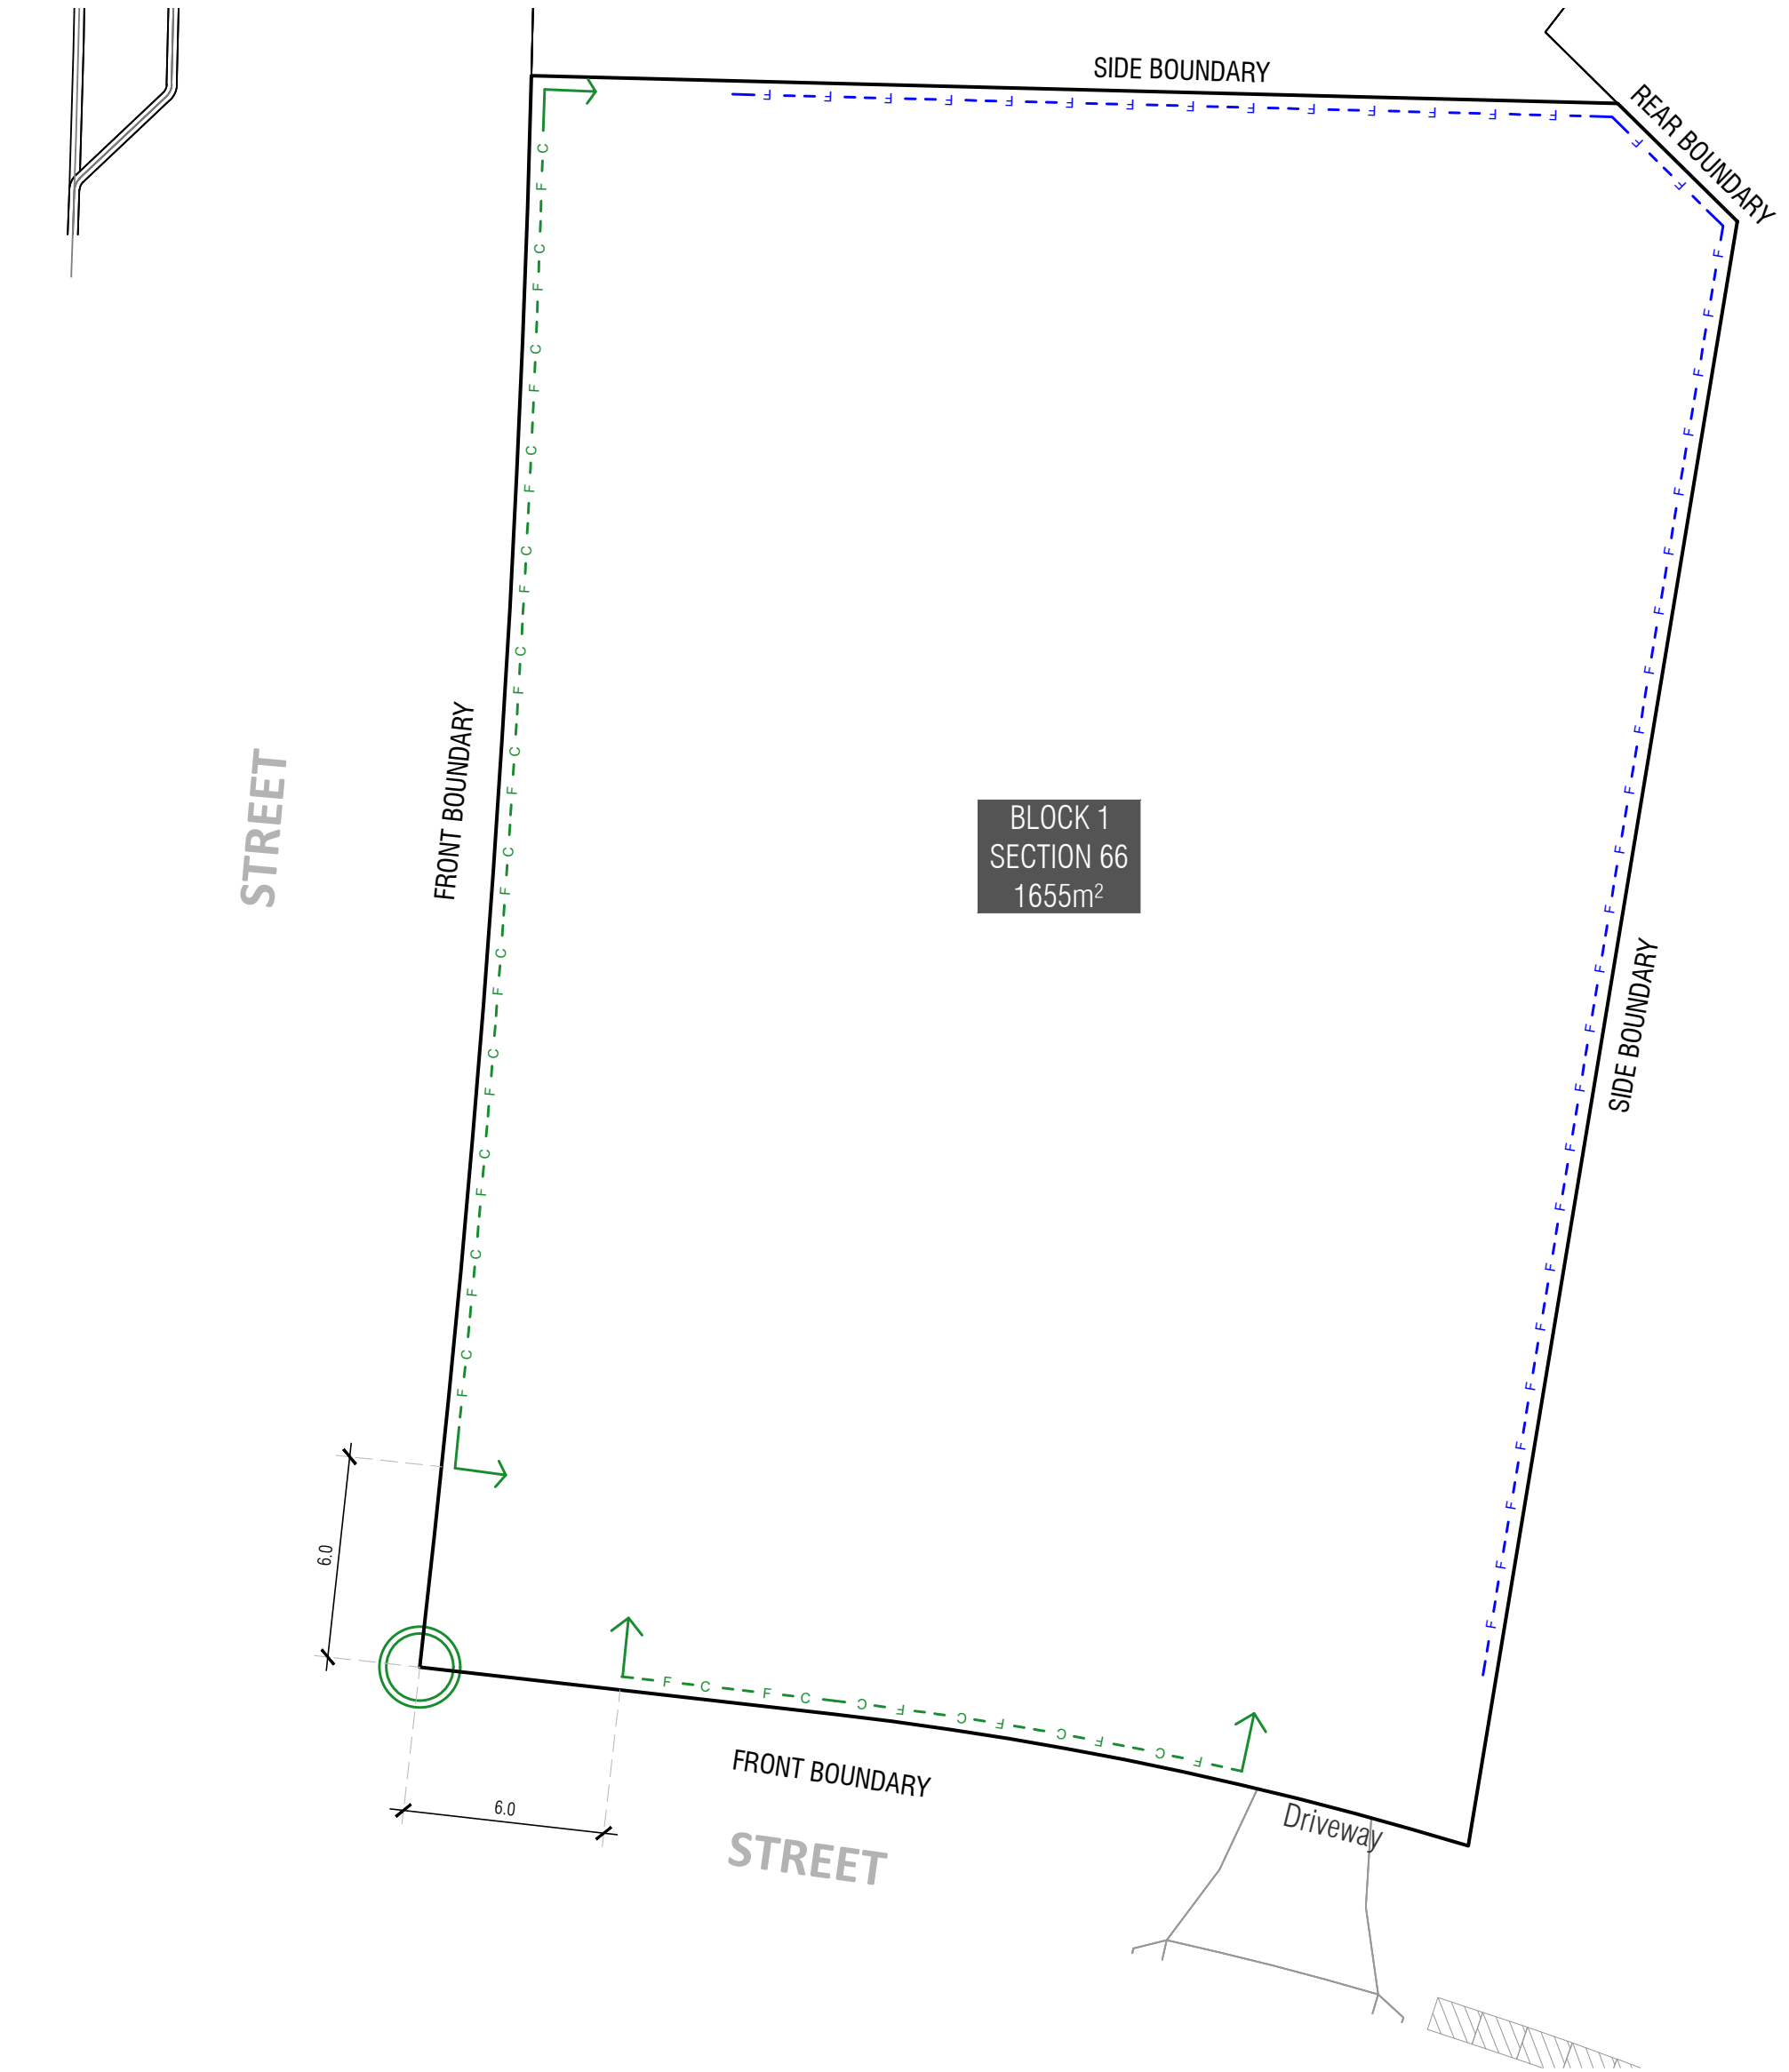 SIDE BOUNDARY
REAR BOUNDARY
FRONT BOUNDARY
STREET
BLOCK 1
SECTION 66
1655m²
SIDE BOUNDARY
6.0
FRONT BOUNDARY
6.0
STREET
Driveway
F F F F F F F F F F F F F F
F F
F F F F F F F F F F F F F F F F F F F F F F F F
C F C F C F C F C F C F C F C F C F C F C F C F C F
F C F C C F C F C F C F